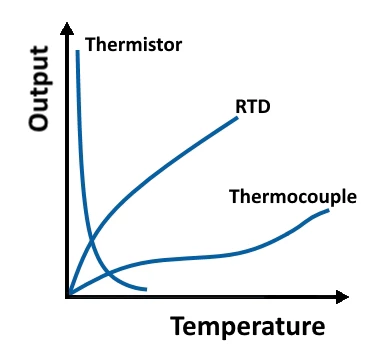 Thermistor
Output
RTD
Thermocouple
Temperature